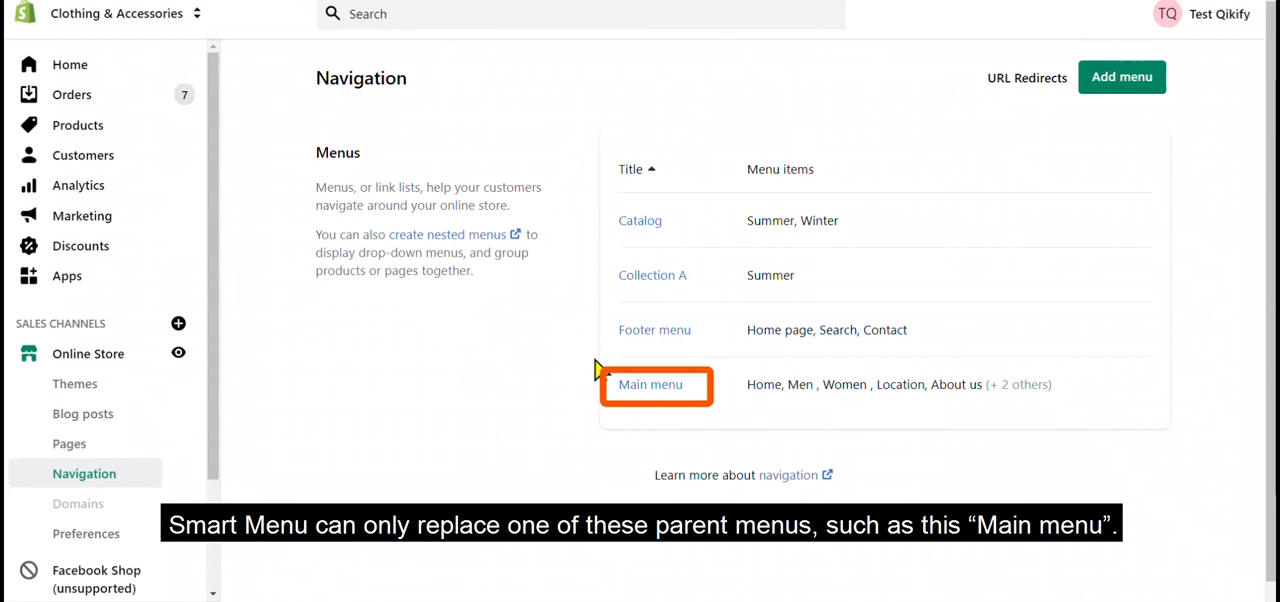 Clothing & Accessories
Search
TQ Test Qikify
Home
Orders 7
Products
Customers
Analytics
Marketing
Discounts
Apps
SALES CHANNELS
Online Store
Themes
Blog posts
Pages
Navigation
Domains
Preferences
Facebook Shop
(unsupported)
Navigation
URL Redirects
Add menu
Menus
Menus, or link lists, help your customers
navigate around your online store.
You can also create nested menus to
display drop-down menus, and group
products or pages together.
Title Menu items
Catalog Summer, Winter
Collection A Summer
Footer menu Home page, Search, Contact
Main menu Home, Men , Women , Location, About us (+ 2 others)
Learn more about navigation
Smart Menu can only replace one of these parent menus, such as this “Main menu”.